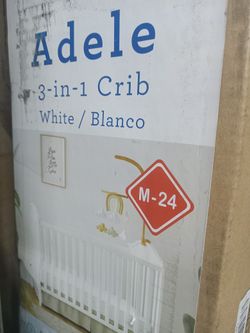 Adele
3-in-1 Crib
White / Blanco
M-24